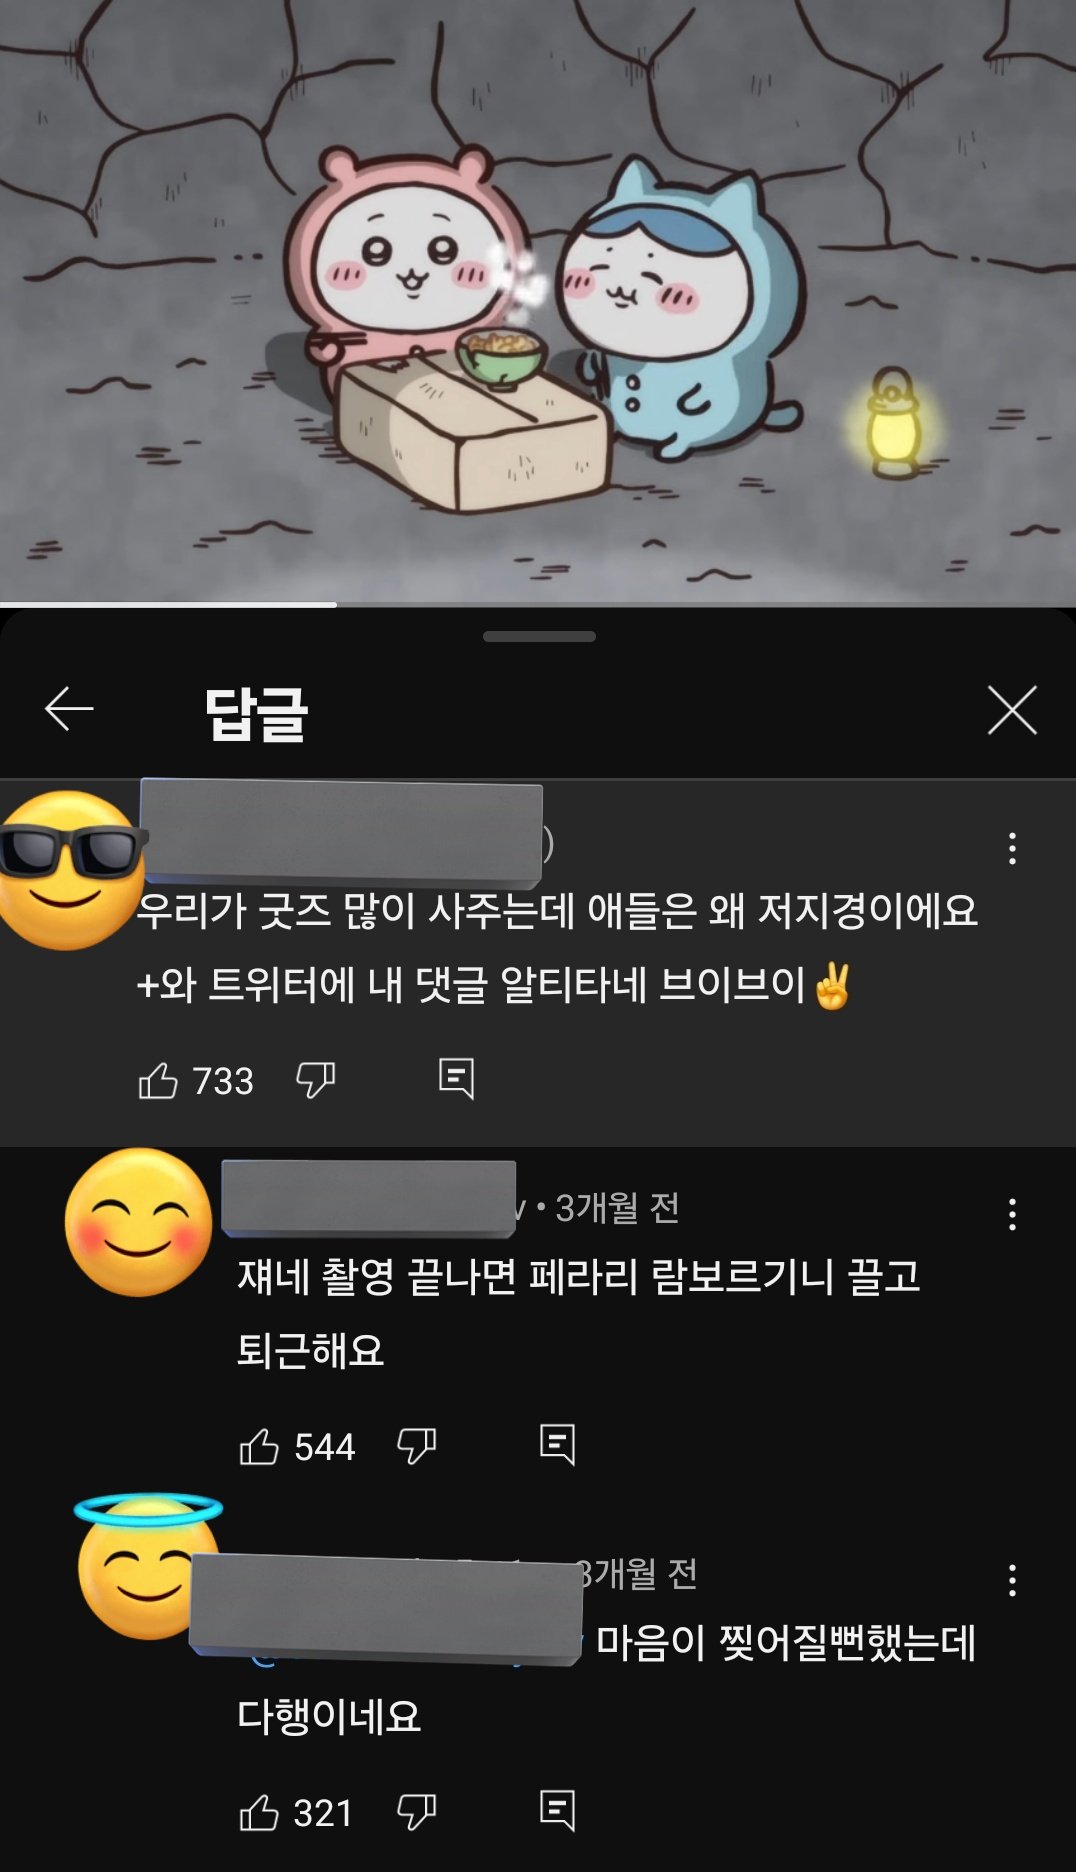 답글
우리가 굿즈 많이 사주는데 애들은 왜 저지경이에요
+와 트위터에 내 댓글 알티타네 브이브이✌️
733
• 3개월 전
쟤네 촬영 끝나면 페라리 람보르기니 끌고
퇴근해요
544
3개월 전
마음이 찢어질뻔했는데
다행이네요
321